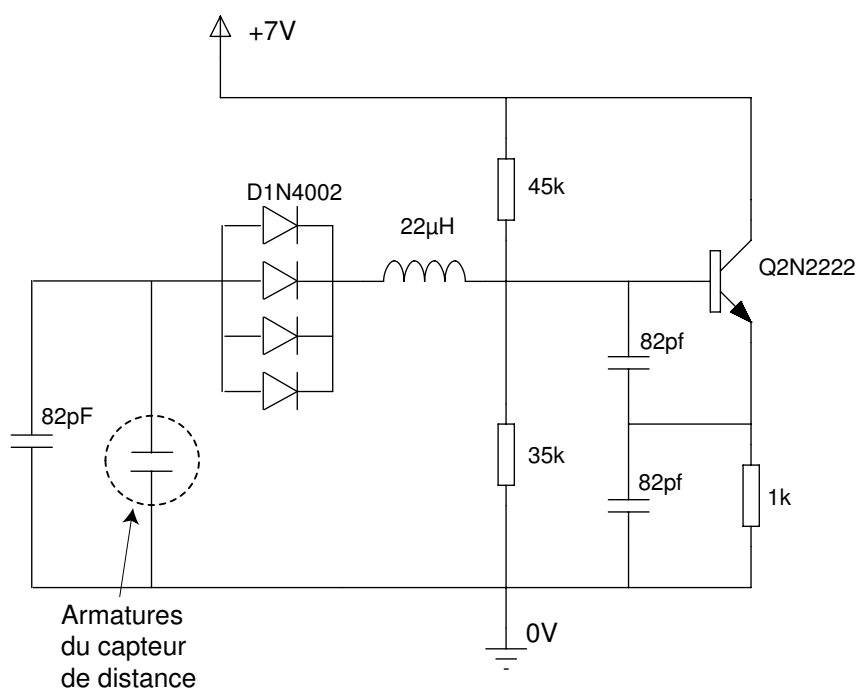 +7V
D1N4002
45k
22µH
Q2N2222
82pf
82pF
35k
82pf
1k
Armatures
du capteur
de distance
0V